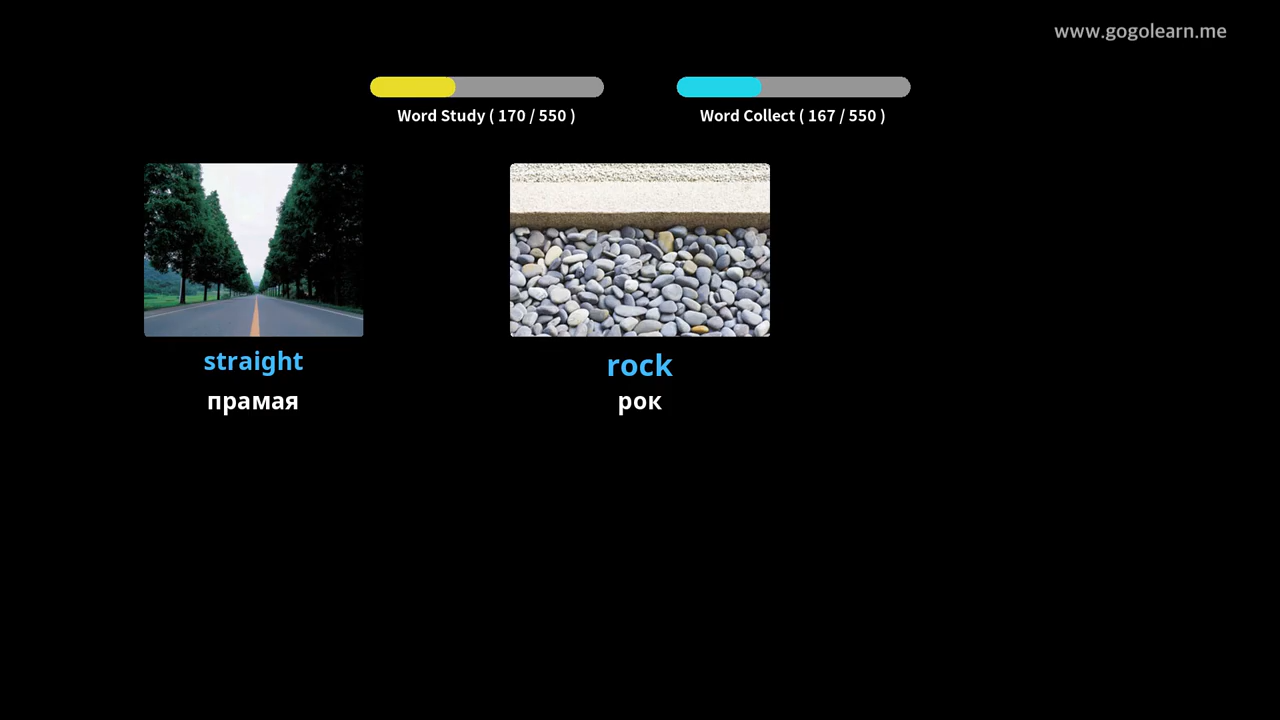 www.gogolearn.me
Word Study ( 170 / 550 )
Word Collect ( 167 / 550 )
straight
прамая
rock
рок